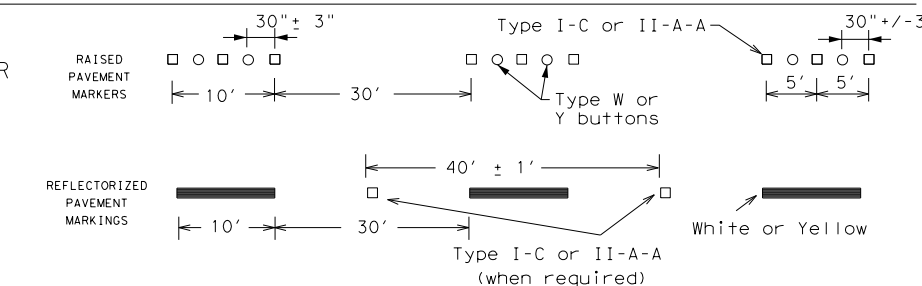 30"± 3"
Type I-C or II-A-A
30"+/-3
R
RAISED
PAVEMENT
MARKERS
10'
30'
5'
5'
Type W or
Y buttons
40' ± 1'
REFLECTORIZED
PAVEMENT
MARKINGS
10'
30'
White or Yellow
Type I-C or II-A-A
(when required)